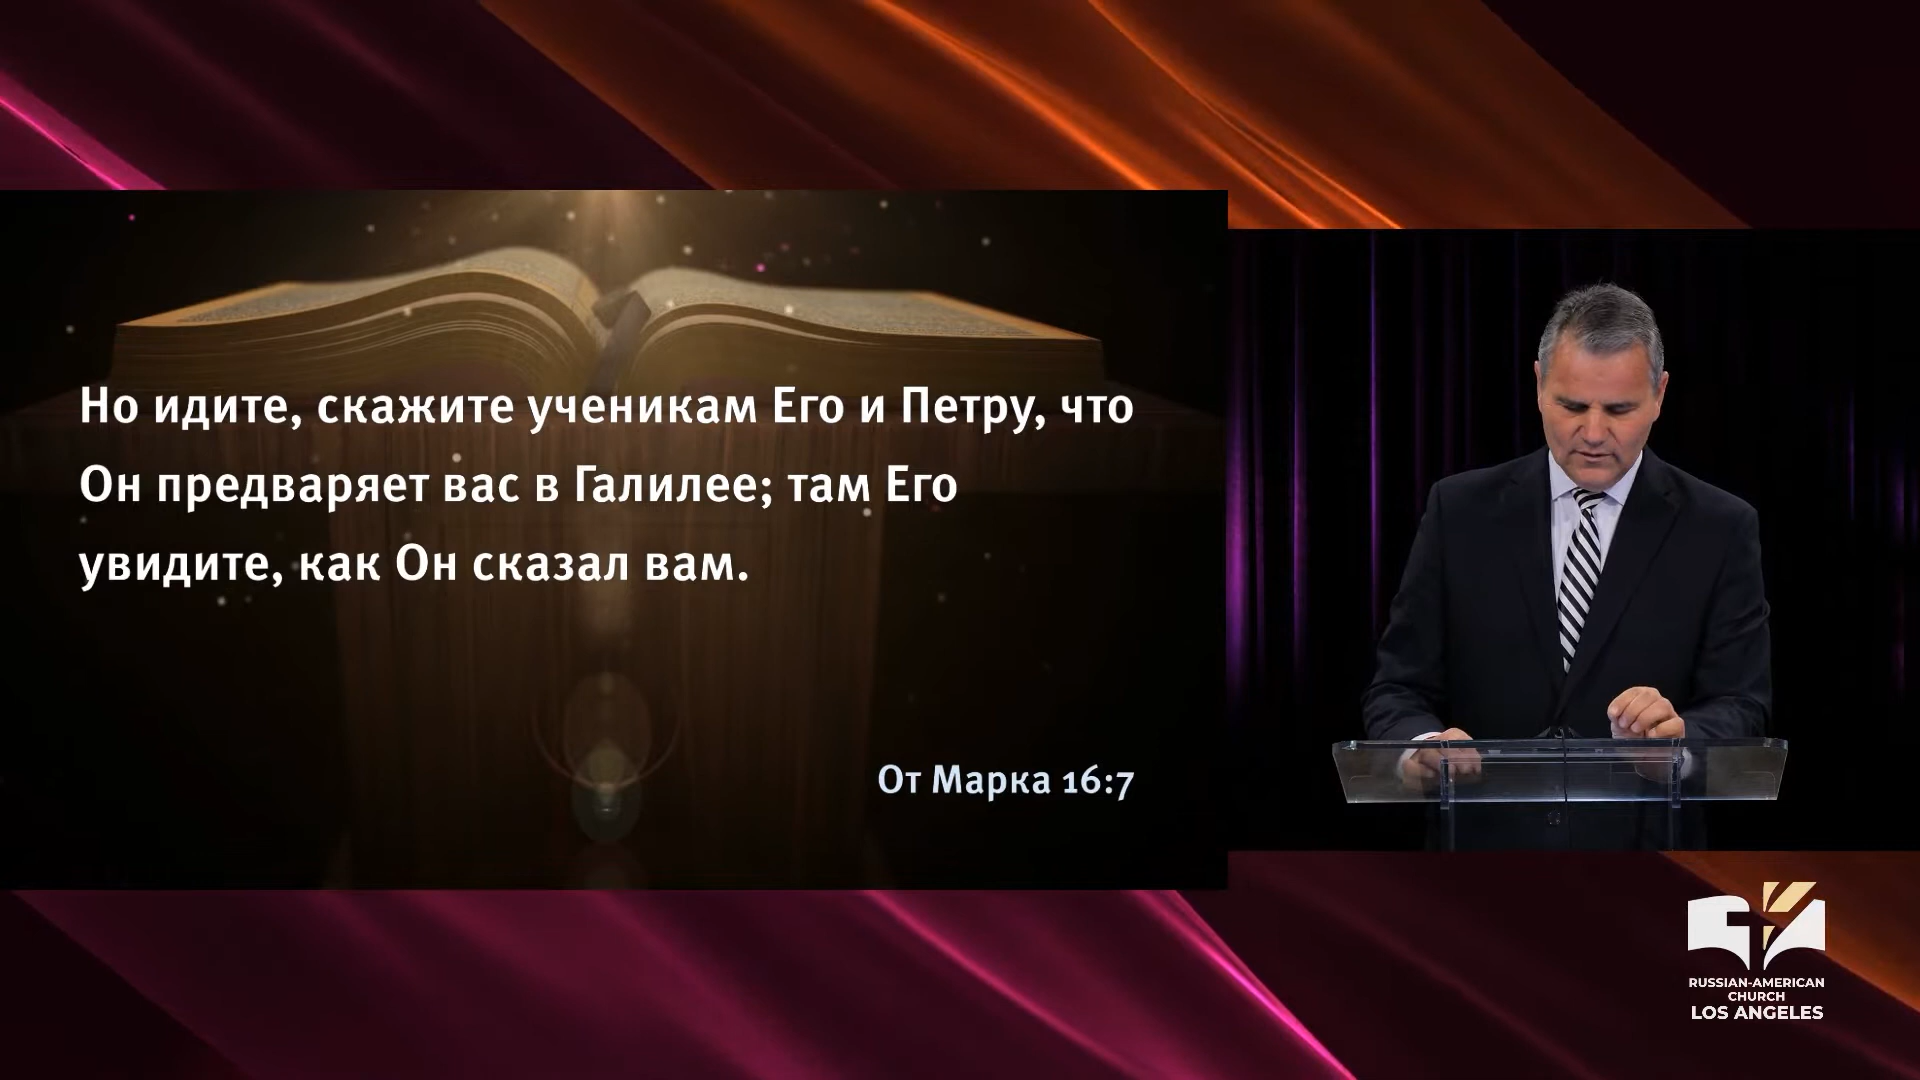 Но идите, скажите ученикам Его и Петру, что
Он предваряет вас в Галилее; там Его
увидите, как Он сказал вам.
От Марка 16:7
RUSSIAN-AMERICAN
CHURCH
LOS ANGELES